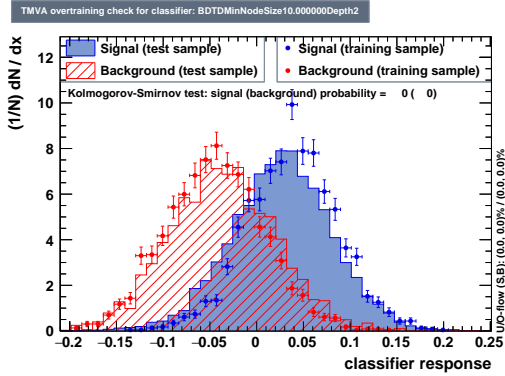 TMVA overtraining check for classifier: BDTDMinNodeSize10.000000Depth2
(1/N) dN / dx
Signal (test sample)
Background (test sample)
Signal (training sample)
Background (training sample)
Kolmogorov-Smirnov test: signal (background) probability = 0 ( 0)
12
10
8
6
4
2
0
−0.2 −0.15 −0.1 −0.05 0 0.05 0.1 0.15 0.2 0.25
classifier response
U/O-flow (S,B): (0.0, 0.0)% / (0.0, 0.0)%